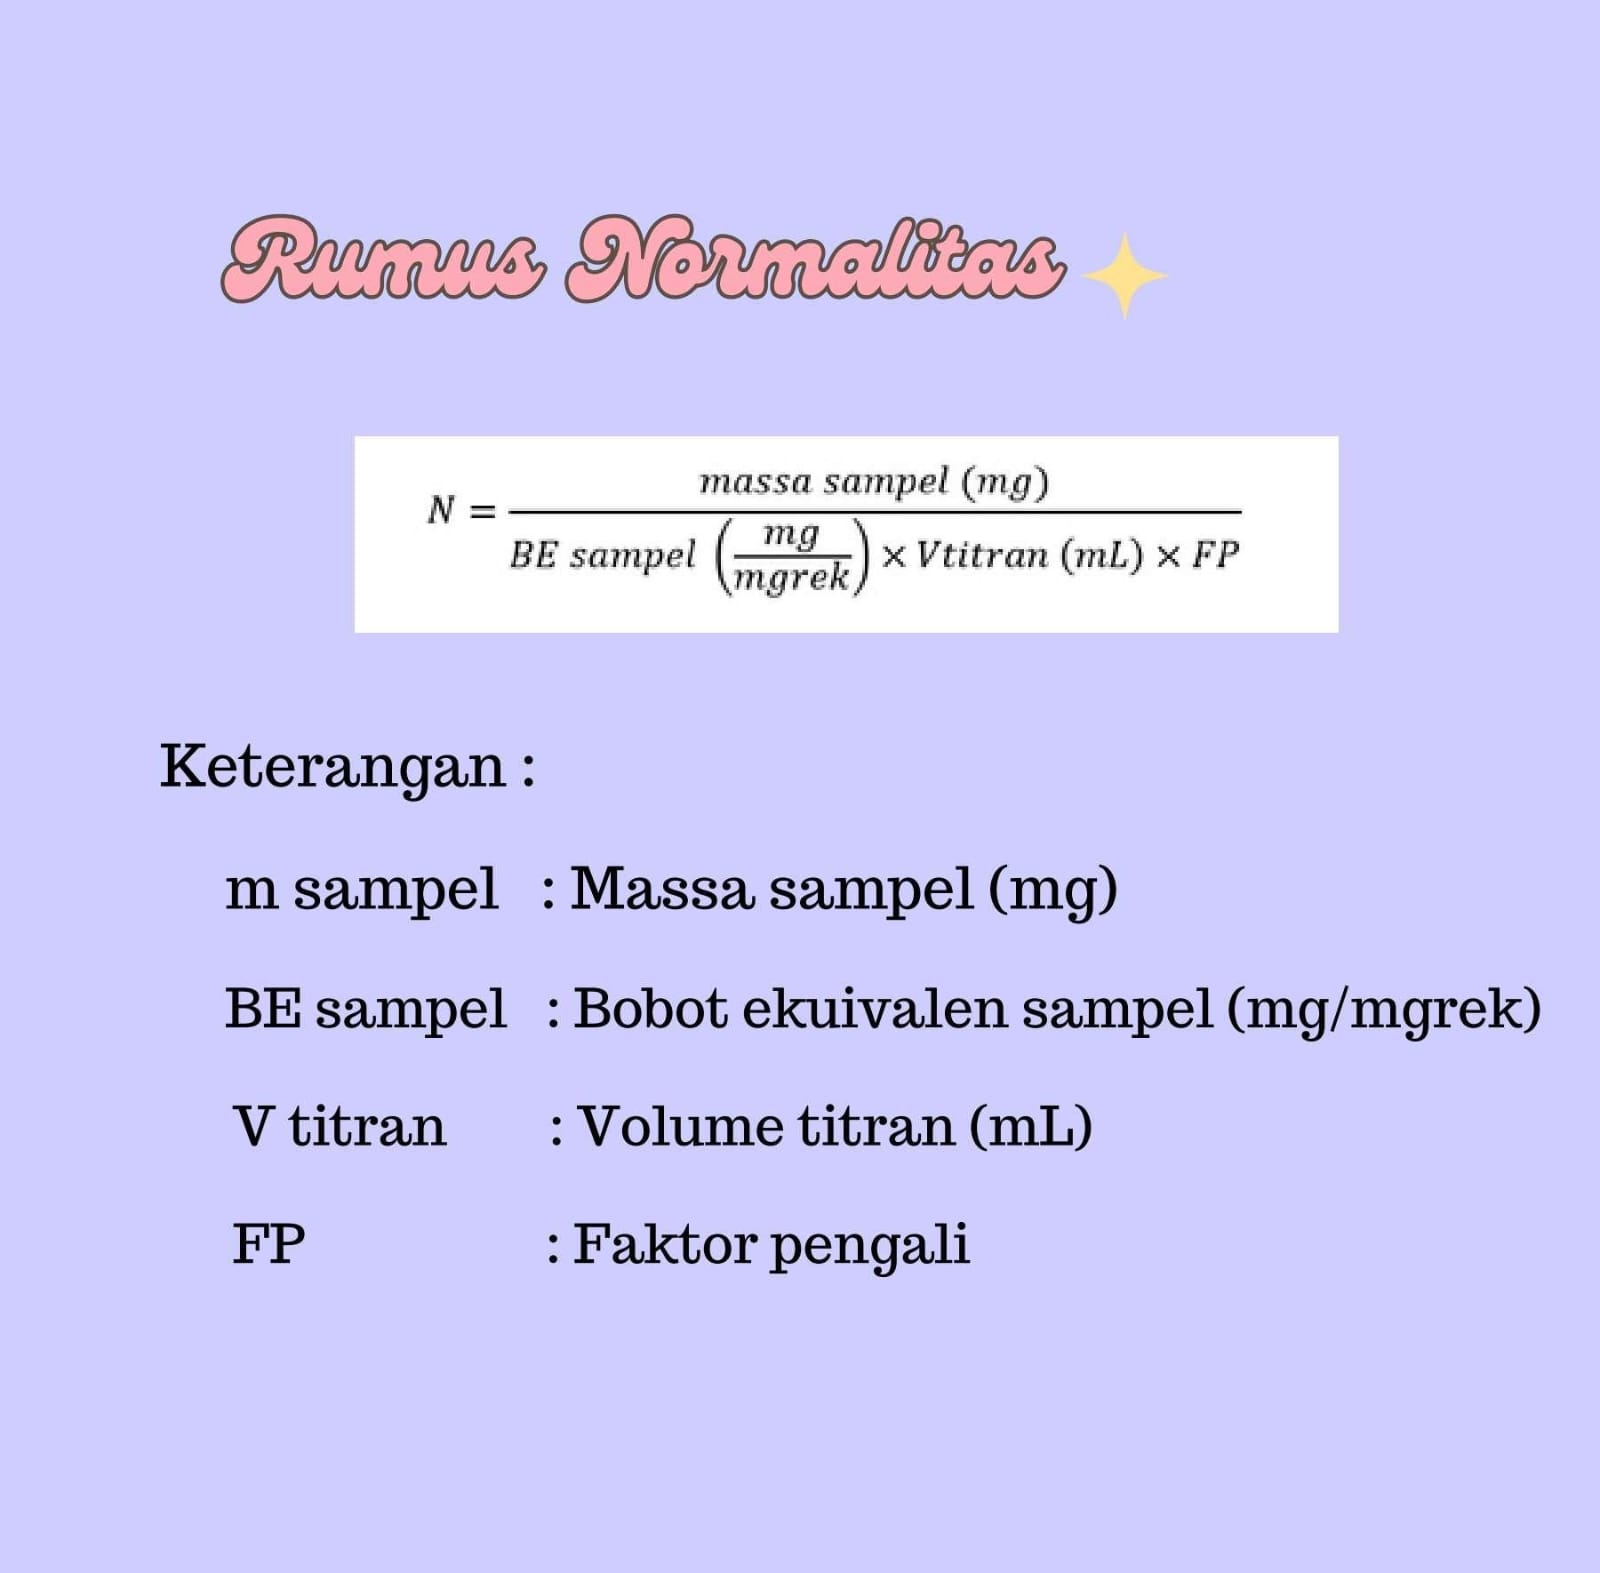 Rumus Normalitas
N = massa sampel (mg) / BE sampel (mg/mgrek) × Vtitran (mL) × FP
Keterangan :
m sampel : Massa sampel (mg)
BE sampel : Bobot ekuivalen sampel (mg/mgrek)
V titran : Volume titran (mL)
FP : Faktor pengali